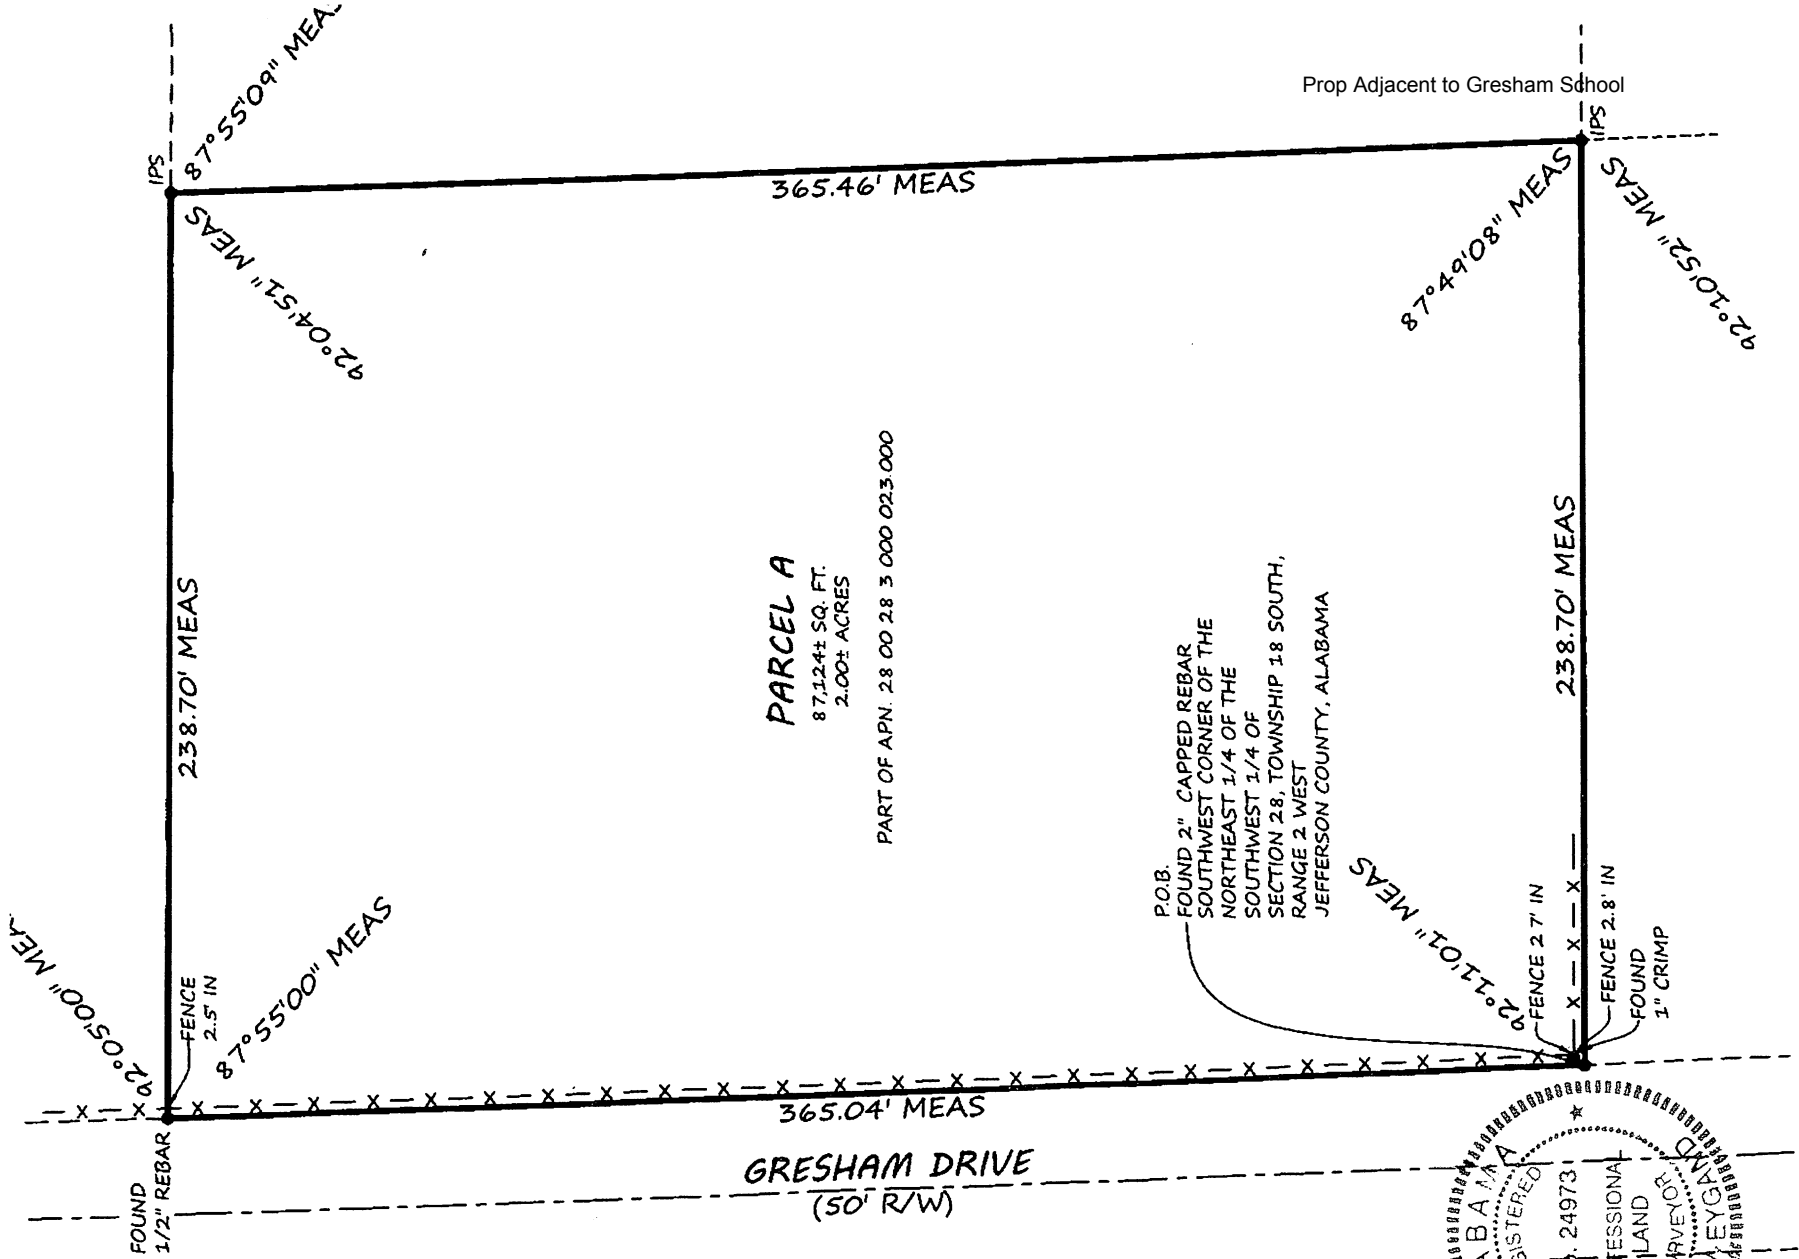 87°55'09" MEAS
Prop Adjacent to Gresham School
IPS
IPS
365.46' MEAS
92°04'51" MEAS
87°49'08" MEAS
92°10'52" MEAS
238.70' MEAS
238.70' MEAS
PARCEL A
87,124± SQ. FT.
2.00± ACRES
PART OF APN. 28 00 28 3 000 023.000
P.O.B.
FOUND 2" CAPPED REBAR
SOUTHWEST CORNER OF THE
NORTHEAST 1/4 OF THE
SOUTHWEST 1/4 OF
SECTION 28, TOWNSHIP 18 SOUTH,
RANGE 2 WEST
JEFFERSON COUNTY, ALABAMA
92°05'00" MEAS
FENCE
2.5' IN
87°55'00" MEAS
92°11'01" MEAS
FENCE 2 7' IN
FENCE 2.8' IN
FOUND
1" CRIMP
365.04' MEAS
FOUND
1/2" REBAR
GRESHAM DRIVE
(50' R/W)
ABAMA
ISTERED
24973
FESSIONAL
LAND
RVEYOR
WEYGAND